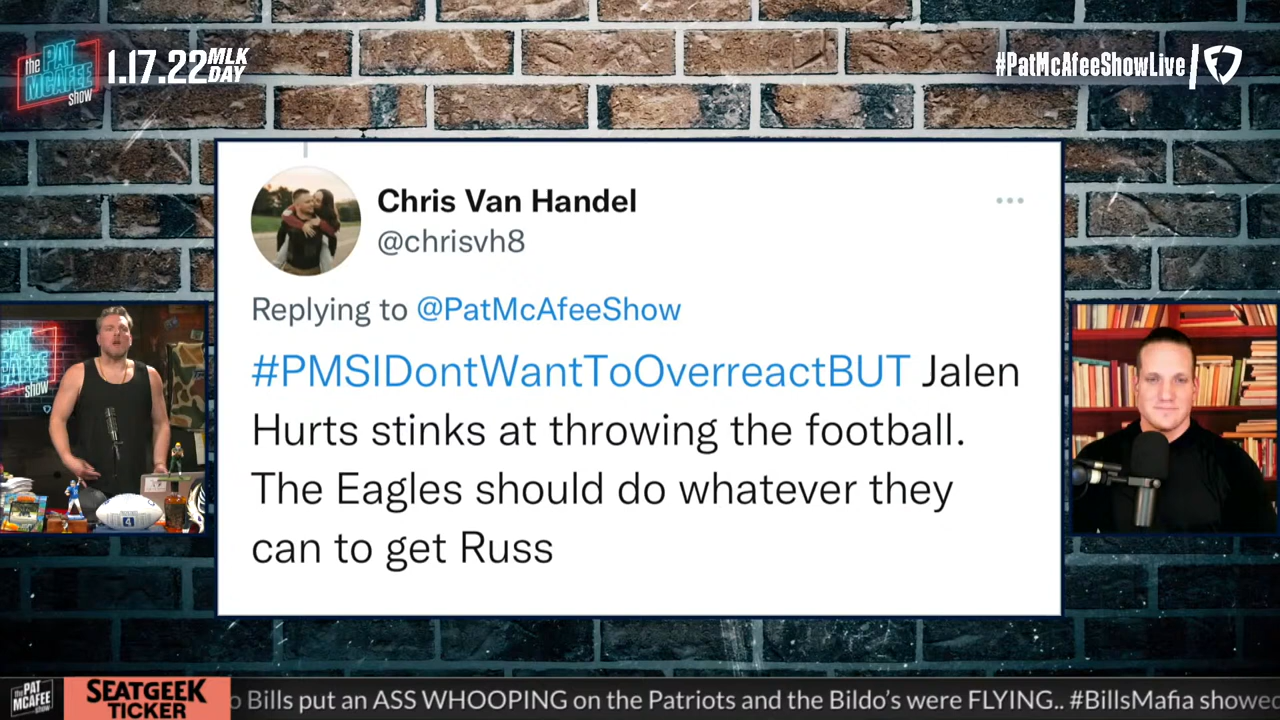 the PAT MCAFEE show
1.17.22 MLK DAY
#PatMcAfeeShowLive
Chris Van Handel
@chrisvh8
Replying to @PatMcAfeeShow
#PMSIDontWantToOverreactBUT Jalen
Hurts stinks at throwing the football.
The Eagles should do whatever they
can to get Russ
the PAT MCAFEE show
SEATGEEK
TICKER
o Bills put an ASS WHOOPING on the Patriots and the Bildo's were FLYING.. #BillsMafia showed